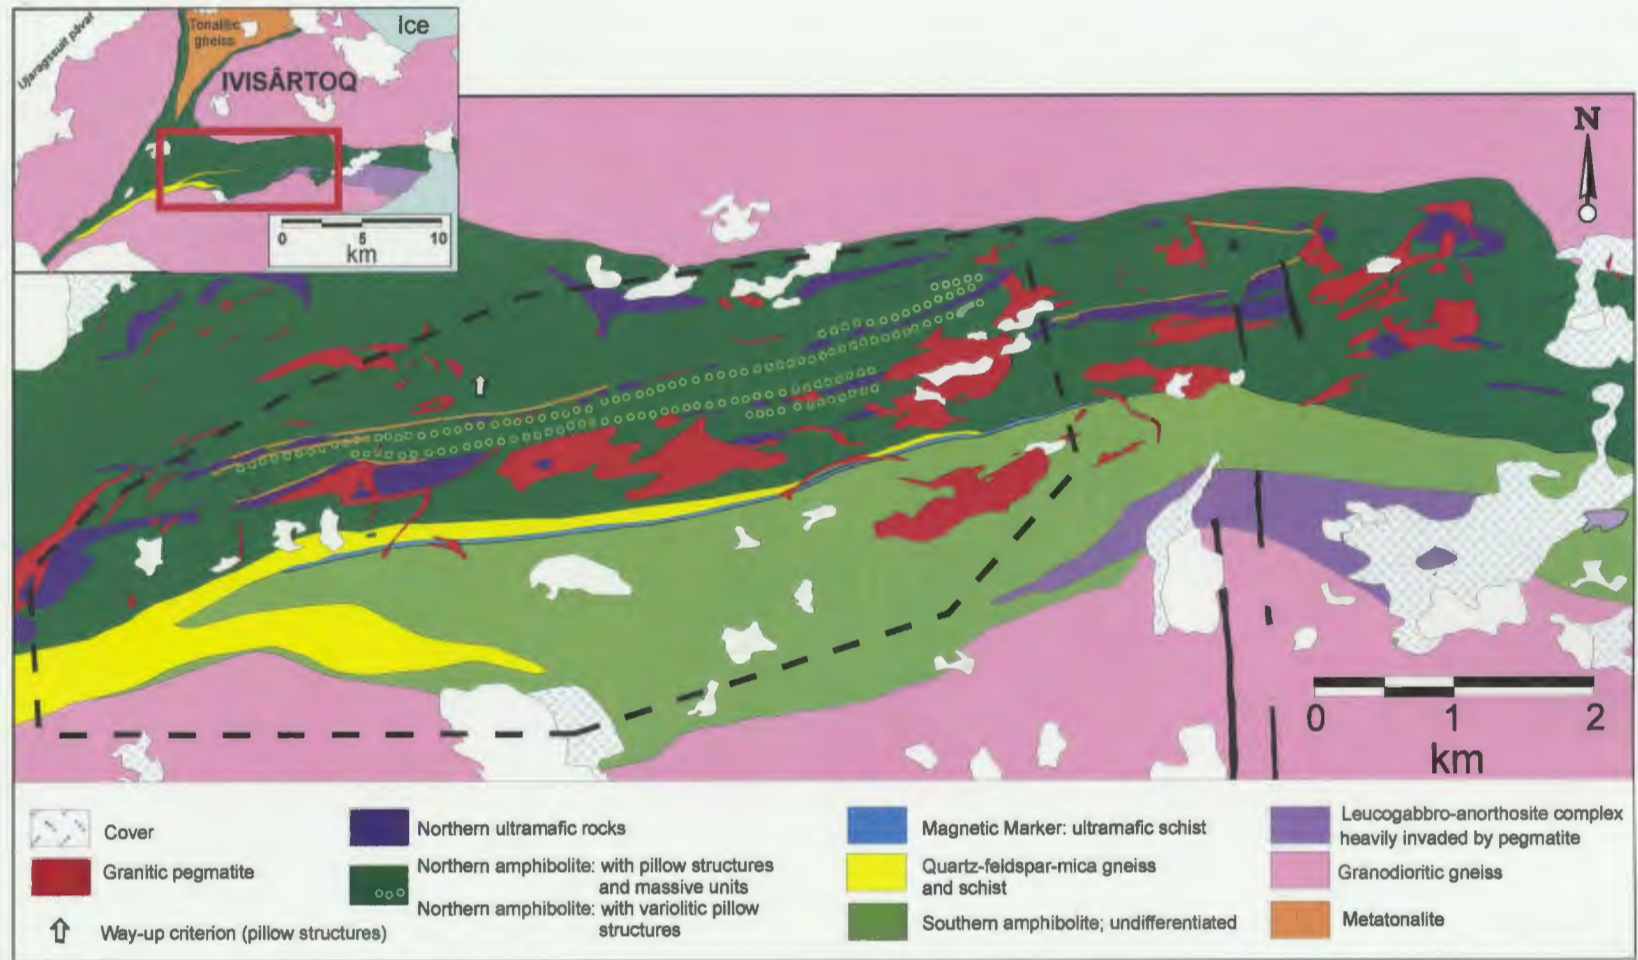 Ujaragssuit pâvat
Tonalitic
gneiss
Ice
IVISÂRTOQ
0 5 10
km
N
0 1 2
km
Cover
Granitic pegmatite
Way-up criterion (pillow structures)
Northern ultramafic rocks
Northern amphibolite: with pillow structures
and massive units
Northern amphibolite: with variolitic pillow
structures
Magnetic Marker: ultramafic schist
Quartz-feldspar-mica gneiss
and schist
Southern amphibolite; undifferentiated
Leucogabbro-anorthosite complex
heavily invaded by pegmatite
Granodioritic gneiss
Metatonalite